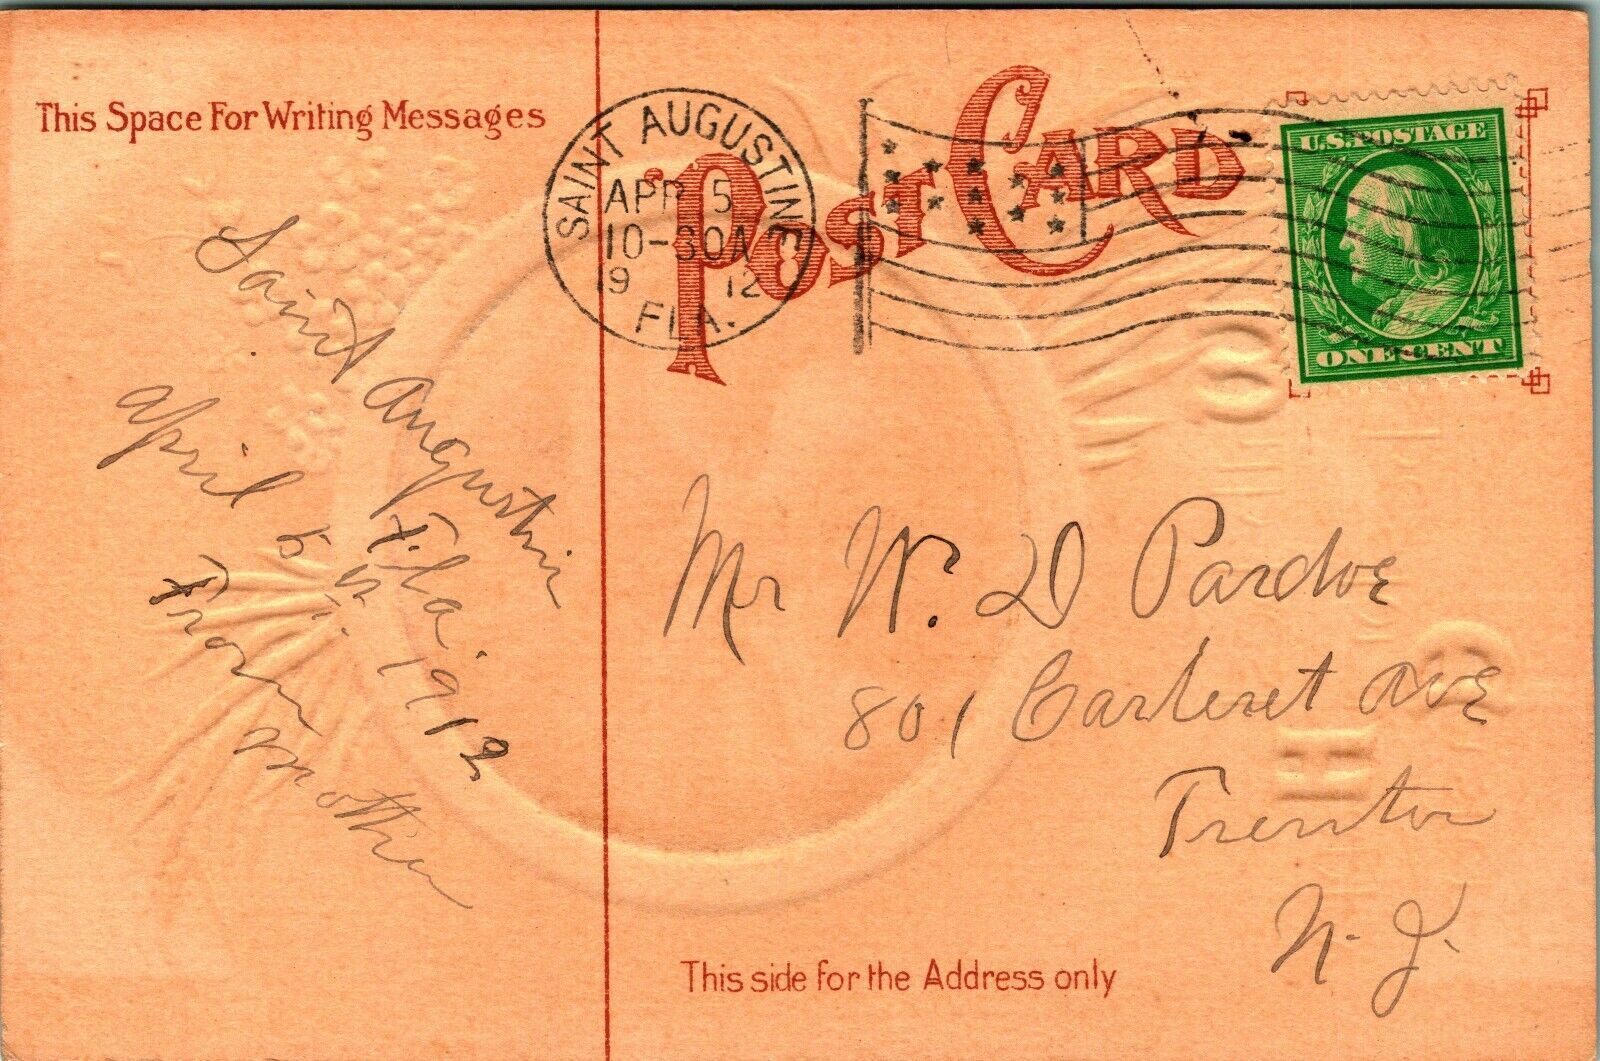 This Space For Writing Messages
POST CARD
SAINT AUGUSTINE
APR 5
10-30A
19 12
FLA.
U.S. POSTAGE
ONE CENT
Saint Augustin
Fla.
April 5th 1912
From Mother
Mr W. D Pardoe
801 Carteret Ave
Trenton
N. J.
This side for the Address only